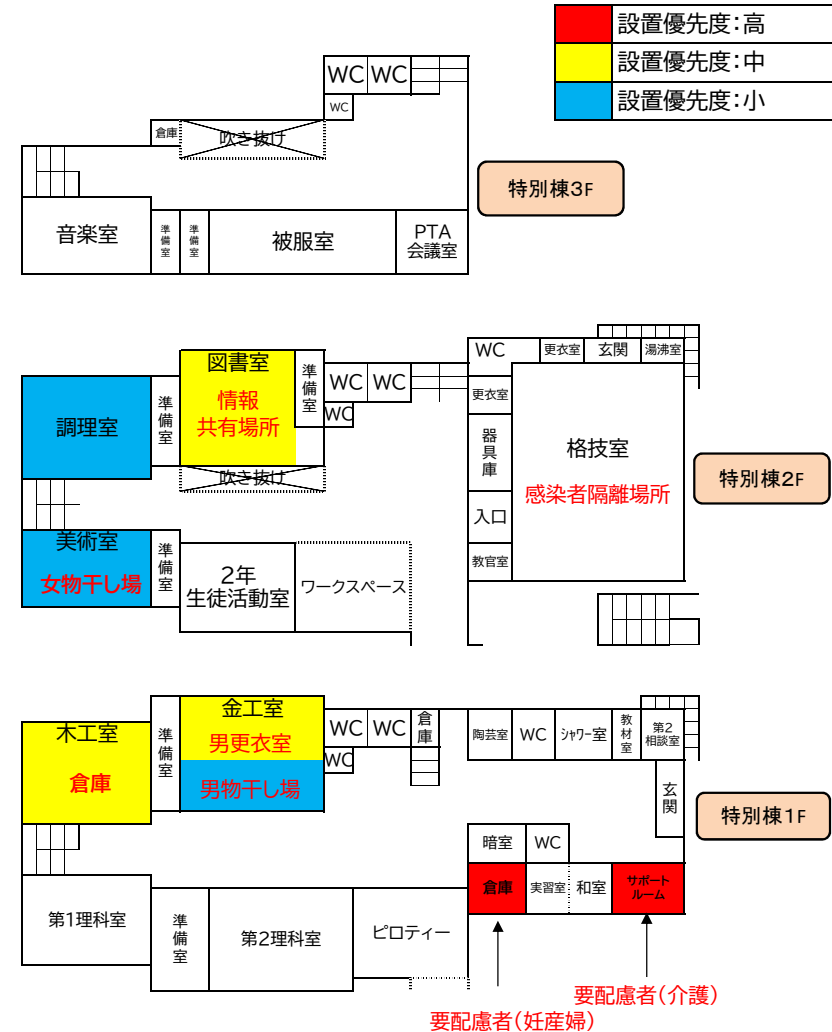 設置優先度:高
設置優先度:中
設置優先度:小
WC WC
WC
倉庫
吹き抜け
特別棟3F
音楽室
準備室
準備室
被服室
PTA
会議室
図書室
情報
共有場所
準備室
WC WC
WC
調理室
準備室
吹き抜け
美術室
女物干し場
準備室
2年
生徒活動室
ワークスペース
WC
更衣室
玄関
湯沸室
更衣室
器具庫
格技室
感染者隔離場所
入口
教官室
特別棟2F
木工室
倉庫
準備室
金工室
男更衣室
男物干し場
WC WC
WC
倉庫
陶芸室
WC
シャワー室
教材室
第2
相談室
玄関
特別棟1F
暗室
WC
倉庫
実習室
和室
サポート
ルーム
第1理科室
準備室
第2理科室
ピロティー
要配慮者(介護)
要配慮者(妊産婦)